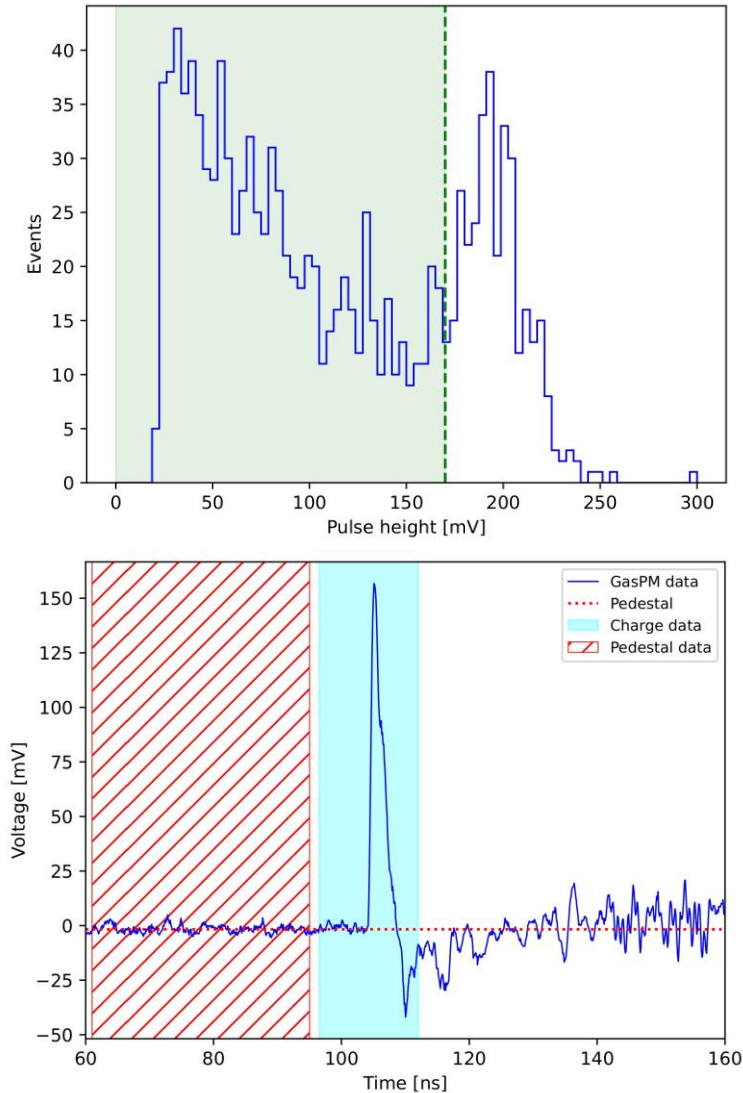 40
35
30
25
20
15
10
5
0
Events
0 50 100 150 200 250 300
Pulse height [mV]
150
125
100
75
50
25
0
−25
−50
Voltage [mV]
GasPM data
Pedestal
Charge data
Pedestal data
60 80 100 120 140 160
Time [ns]